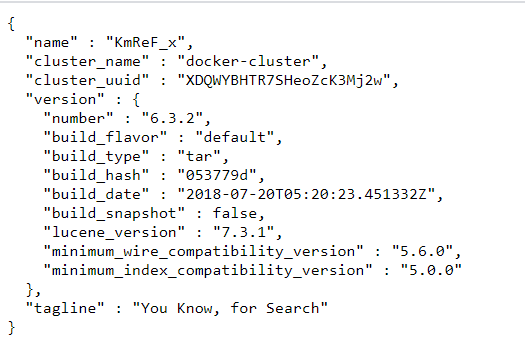 {
  "name" : "KmReF_x",
  "cluster_name" : "docker-cluster",
  "cluster_uuid" : "XDQWYBHTR7SHeoZcK3Mj2w",
  "version" : {
    "number" : "6.3.2",
    "build_flavor" : "default",
    "build_type" : "tar",
    "build_hash" : "053779d",
    "build_date" : "2018-07-20T05:20:23.451332Z",
    "build_snapshot" : false,
    "lucene_version" : "7.3.1",
    "minimum_wire_compatibility_version" : "5.6.0",
    "minimum_index_compatibility_version" : "5.0.0"
  },
  "tagline" : "You Know, for Search"
}